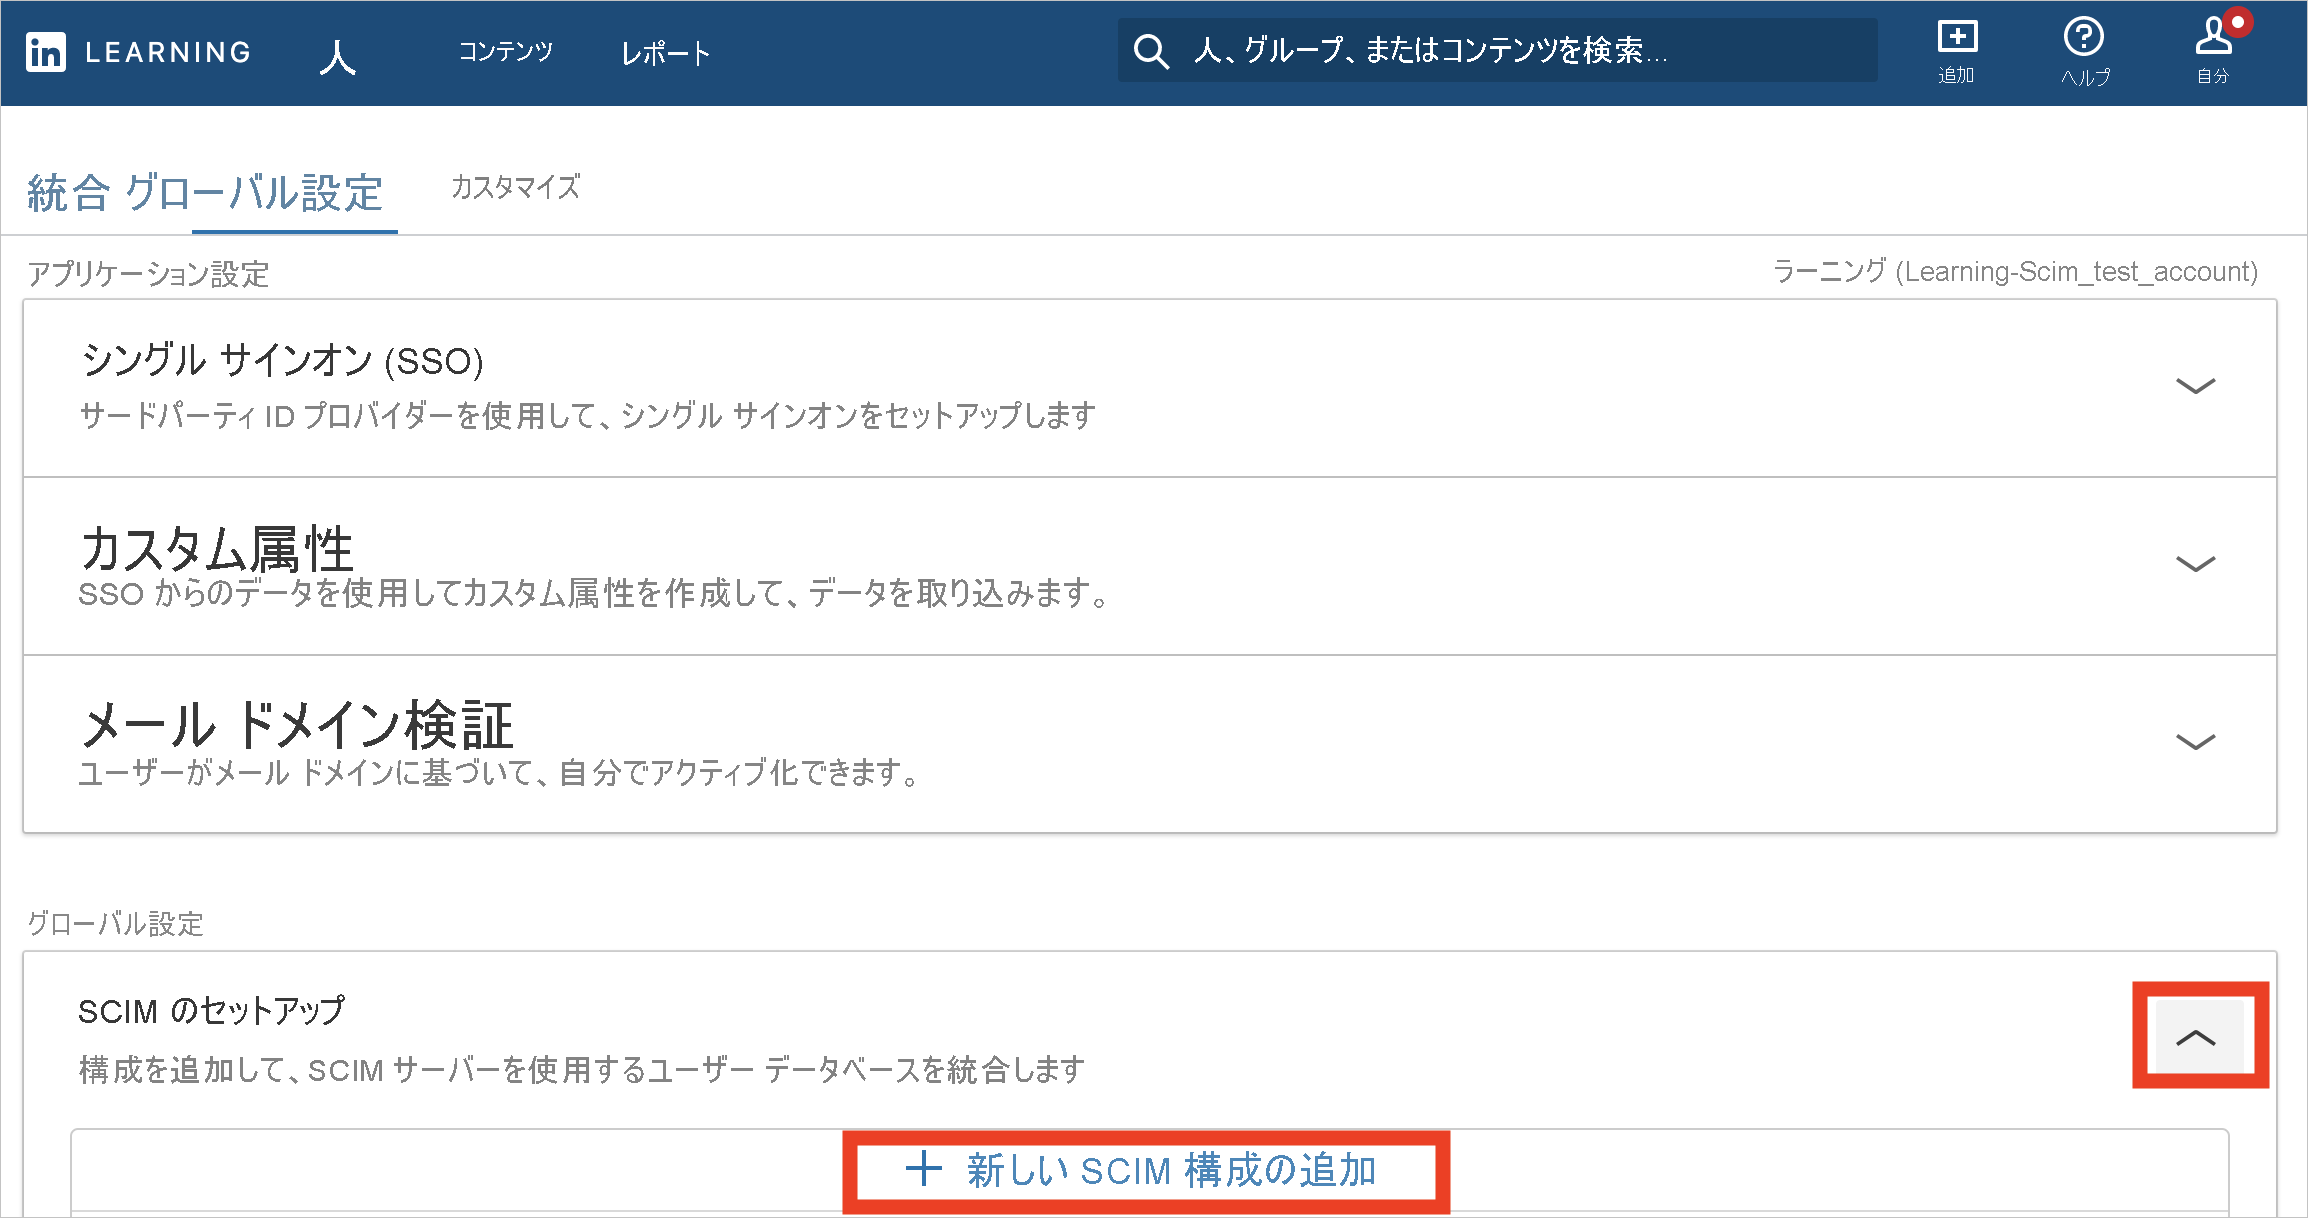 in LEARNING 人 コンテンツ レポート 人、グループ、またはコンテンツを検索... 追加 ヘルプ 自分
統合 グローバル設定 カスタマイズ
アプリケーション設定 ラーニング (Learning-Scim_test_account)
シングル サインオン (SSO)
サードパーティ ID プロバイダーを使用して、シングル サインオンをセットアップします
カスタム属性
SSO からのデータを使用してカスタム属性を作成して、データを取り込みます。
メール ドメイン検証
ユーザーがメール ドメインに基づいて、自分でアクティブ化できます。
グローバル設定
SCIM のセットアップ
構成を追加して、SCIM サーバーを使用するユーザー データベースを統合します
+ 新しい SCIM 構成の追加